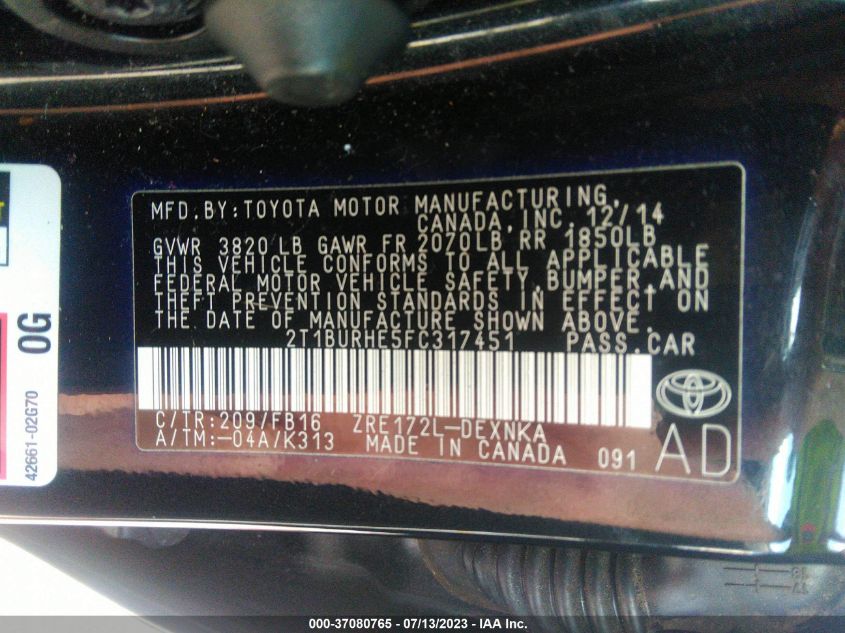 MFD.BY:TOYOTA MOTOR MANUFACTURING,
CANADA,INC. 12/14
GVWR 3820 LB GAWR FR 2070LB RR 1850LB
THIS VEHICLE CONFORMS TO ALL APPLICABLE
FEDERAL MOTOR VEHICLE SAFETY,BUMPER,AND
THEFT PREVENTION STANDARDS IN EFFECT ON
THE DATE OF MANUFACTURE SHOWN ABOVE.
2T1BURHE5FC317451 PASS.CAR
C/TR:209/FB16 ZRE172L-DEXNKA
A/TM:-04A/K313 MADE IN CANADA 091
AD
0G
42661-02G70
000-37080765 / 07/13/2023 - IAA Inc.